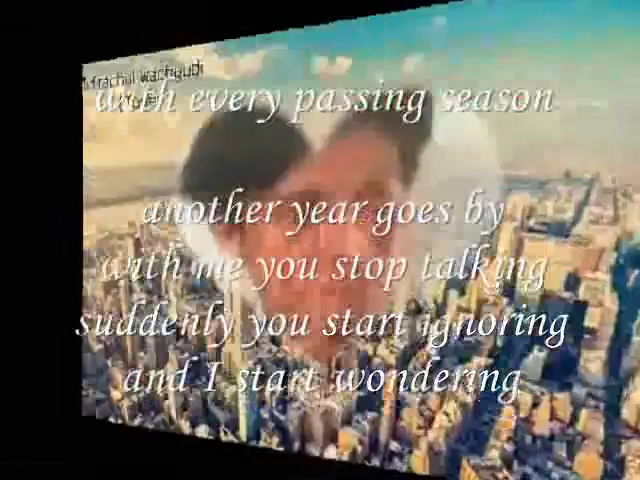 with every passing season
another year goes by
with me you stop talking
suddenly you start ignoring
and I start wondering